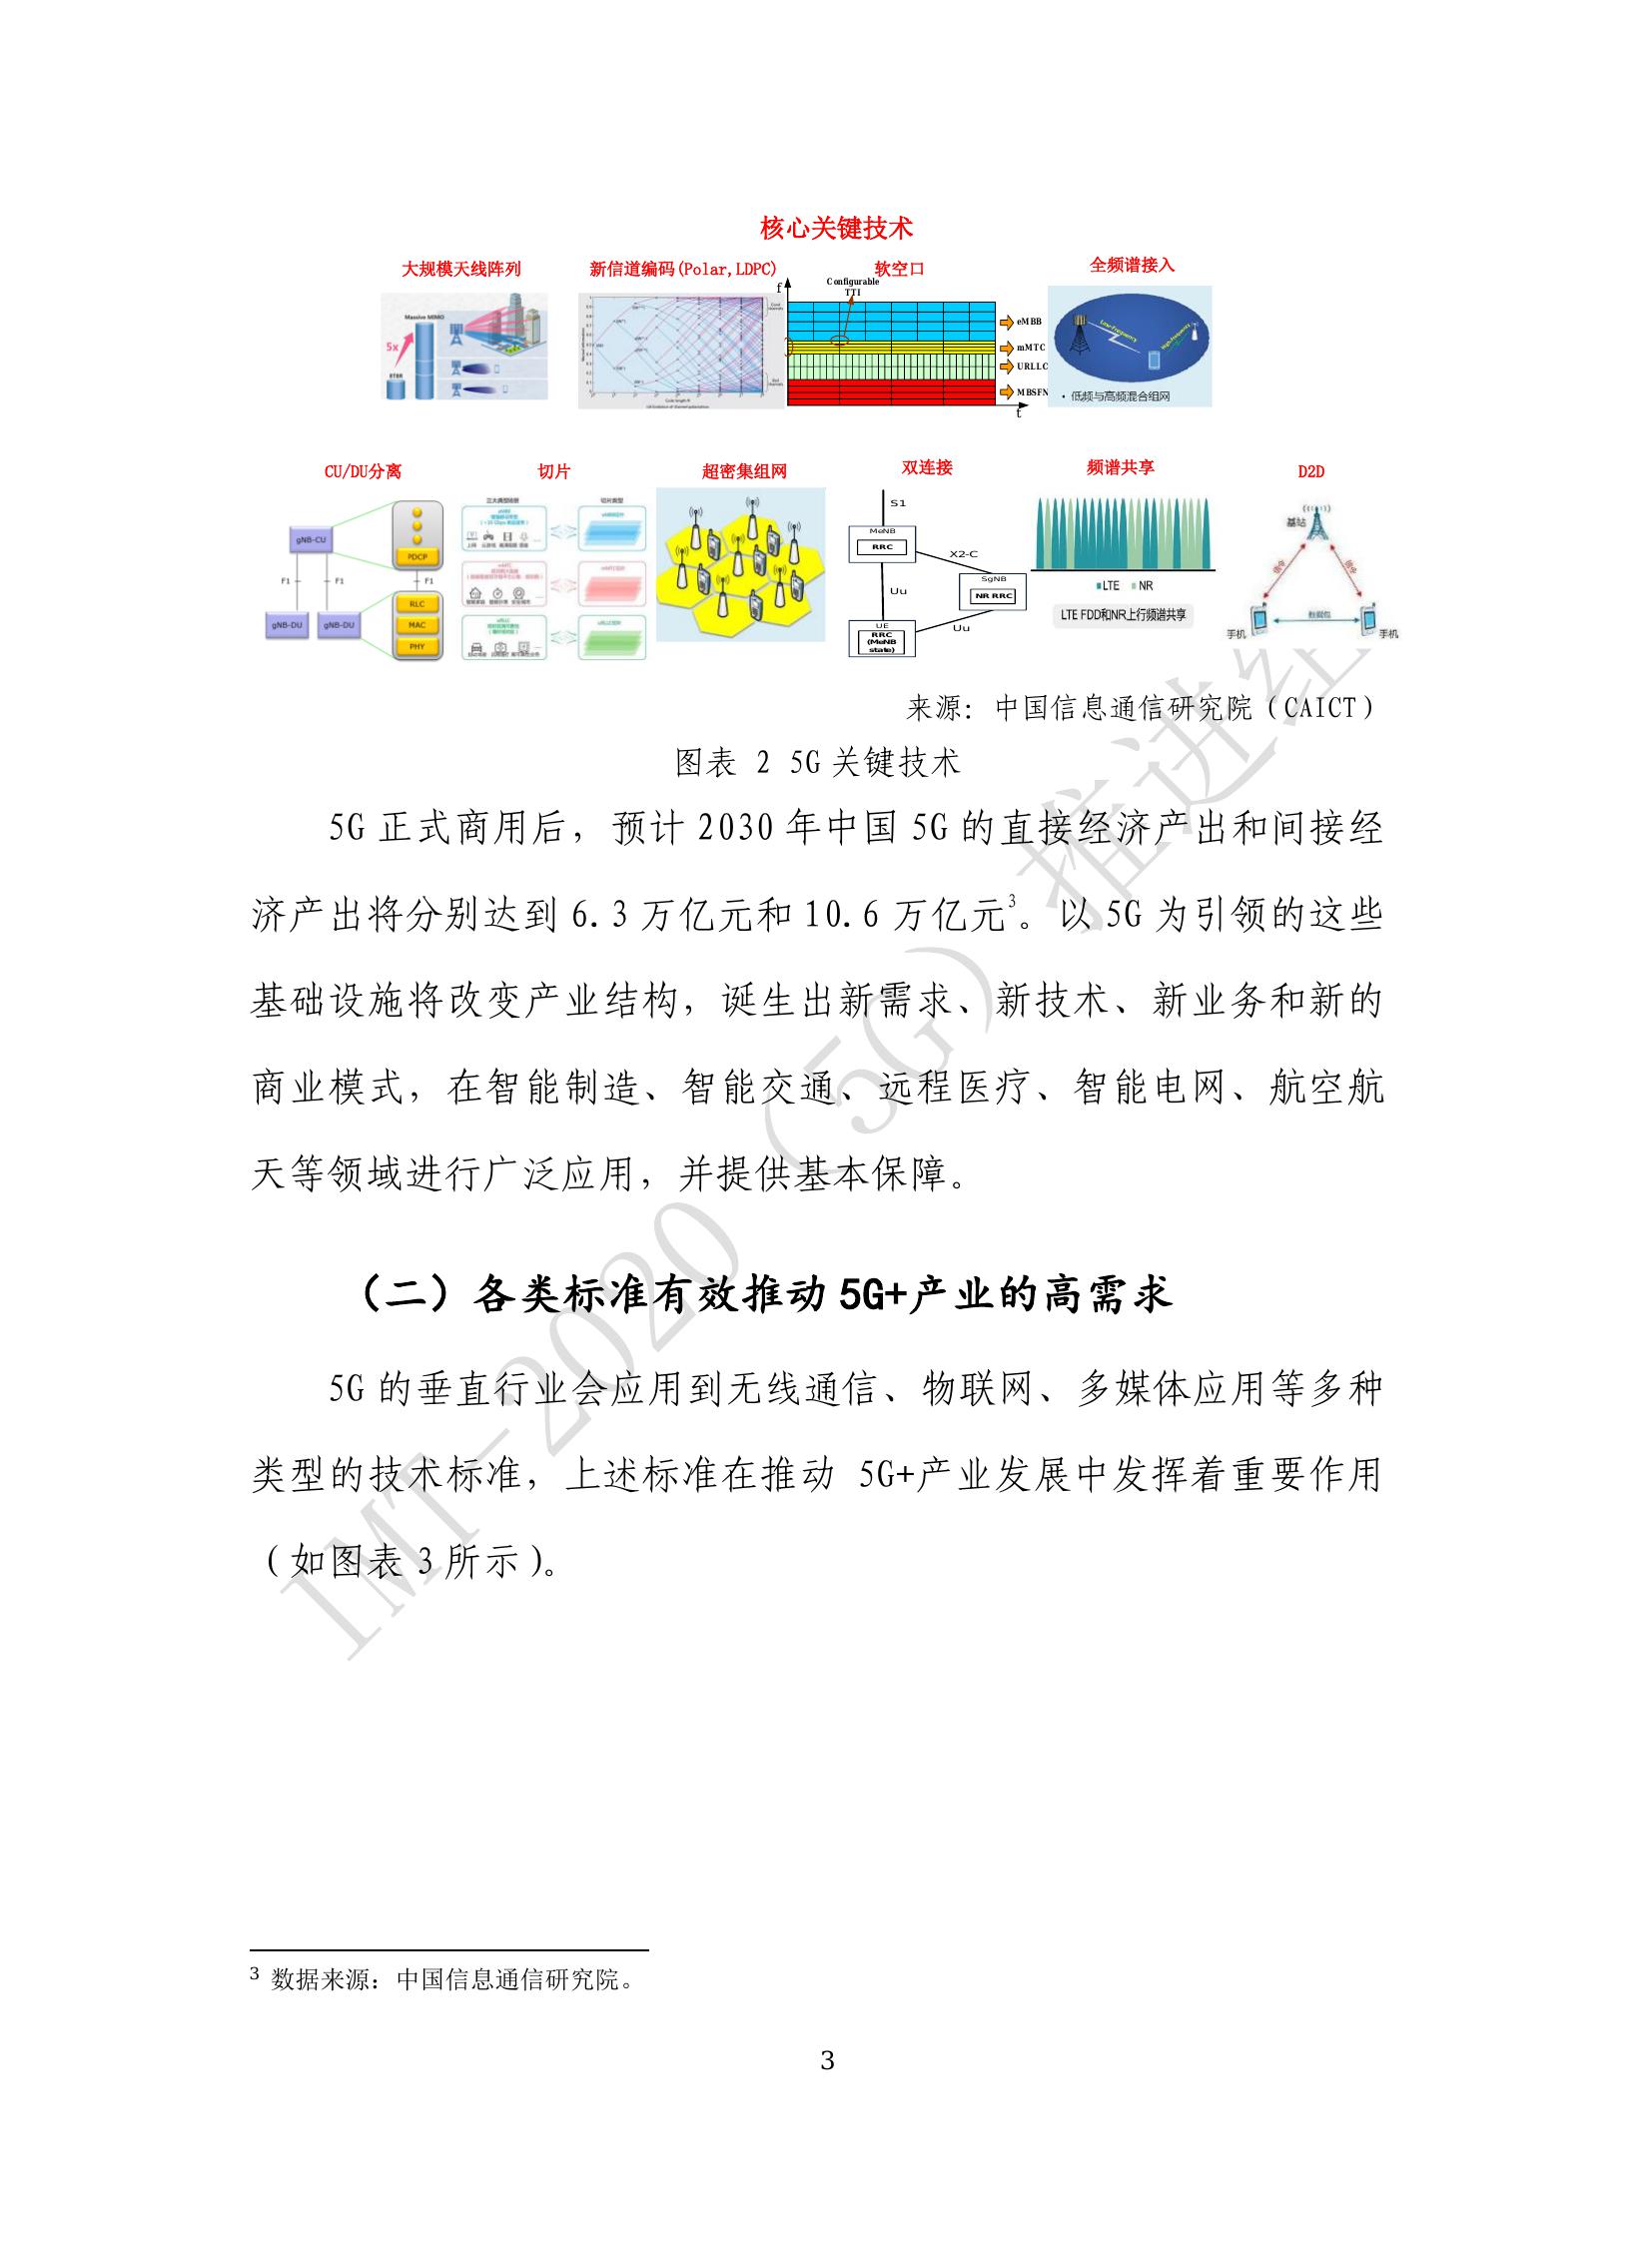 核心关键技术
大规模天线阵列
新信道编码(Polar,LDPC)
软空口
全频谱接入
Massive MIMO
5x
8T8R
f
Configurable
TTI
eMBB
mMTC
URLLC
MBSFN
t
Low Frequency
High Frequency
• 低频与高频混合组网
CU/DU分离
切片
超密集组网
双连接
频谱共享
D2D
gNB-CU
F1
F1
gNB-DU
gNB-DU
PDCP
F1
RLC
MAC
PHY
S1
MeNB
RRC
X2-C
SgNB
NR RRC
Uu
Uu
UE
RRC
(MeNB
state)
LTE NR
LTE FDD和NR上行频谱共享
基站
手机
手机
来源：中国信息通信研究院（CAICT）
图表 2 5G 关键技术
5G 正式商用后，预计 2030 年中国 5G 的直接经济产出和间接经
济产出将分别达到 6.3 万亿元和 10.6 万亿元3。以 5G 为引领的这些
基础设施将改变产业结构，诞生出新需求、新技术、新业务和新的
商业模式，在智能制造、智能交通、远程医疗、智能电网、航空航
天等领域进行广泛应用，并提供基本保障。
（二）各类标准有效推动 5G+产业的高需求
5G 的垂直行业会应用到无线通信、物联网、多媒体应用等多种
类型的技术标准，上述标准在推动 5G+产业发展中发挥着重要作用
（如图表 3 所示）。
IMT-2020（5G）推进组
3 数据来源：中国信息通信研究院。
3